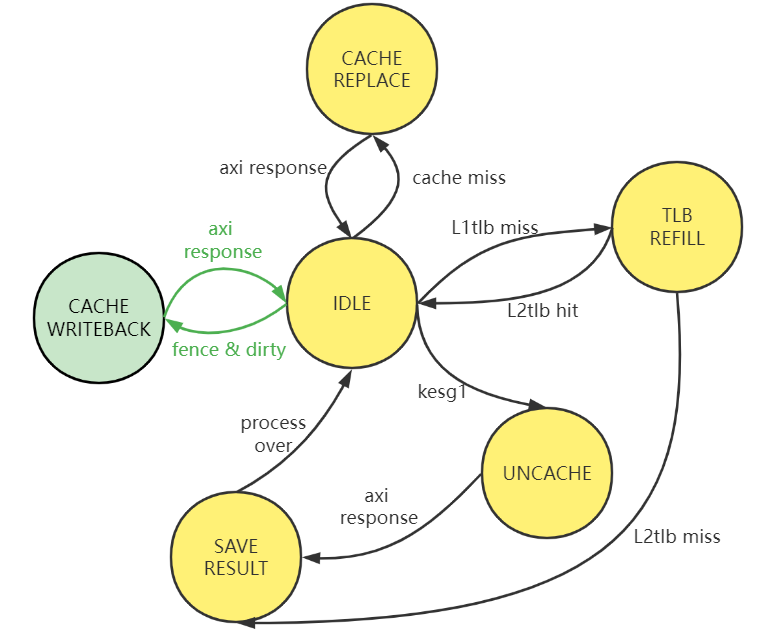 CACHE
REPLACE
axi response
cache miss
L1tlb miss
TLB
REFILL
axi
response
IDLE
CACHE
WRITEBACK
L2tlb hit
fence & dirty
kesg1
process
over
UNCACHE
axi
response
SAVE
RESULT
L2tlb miss